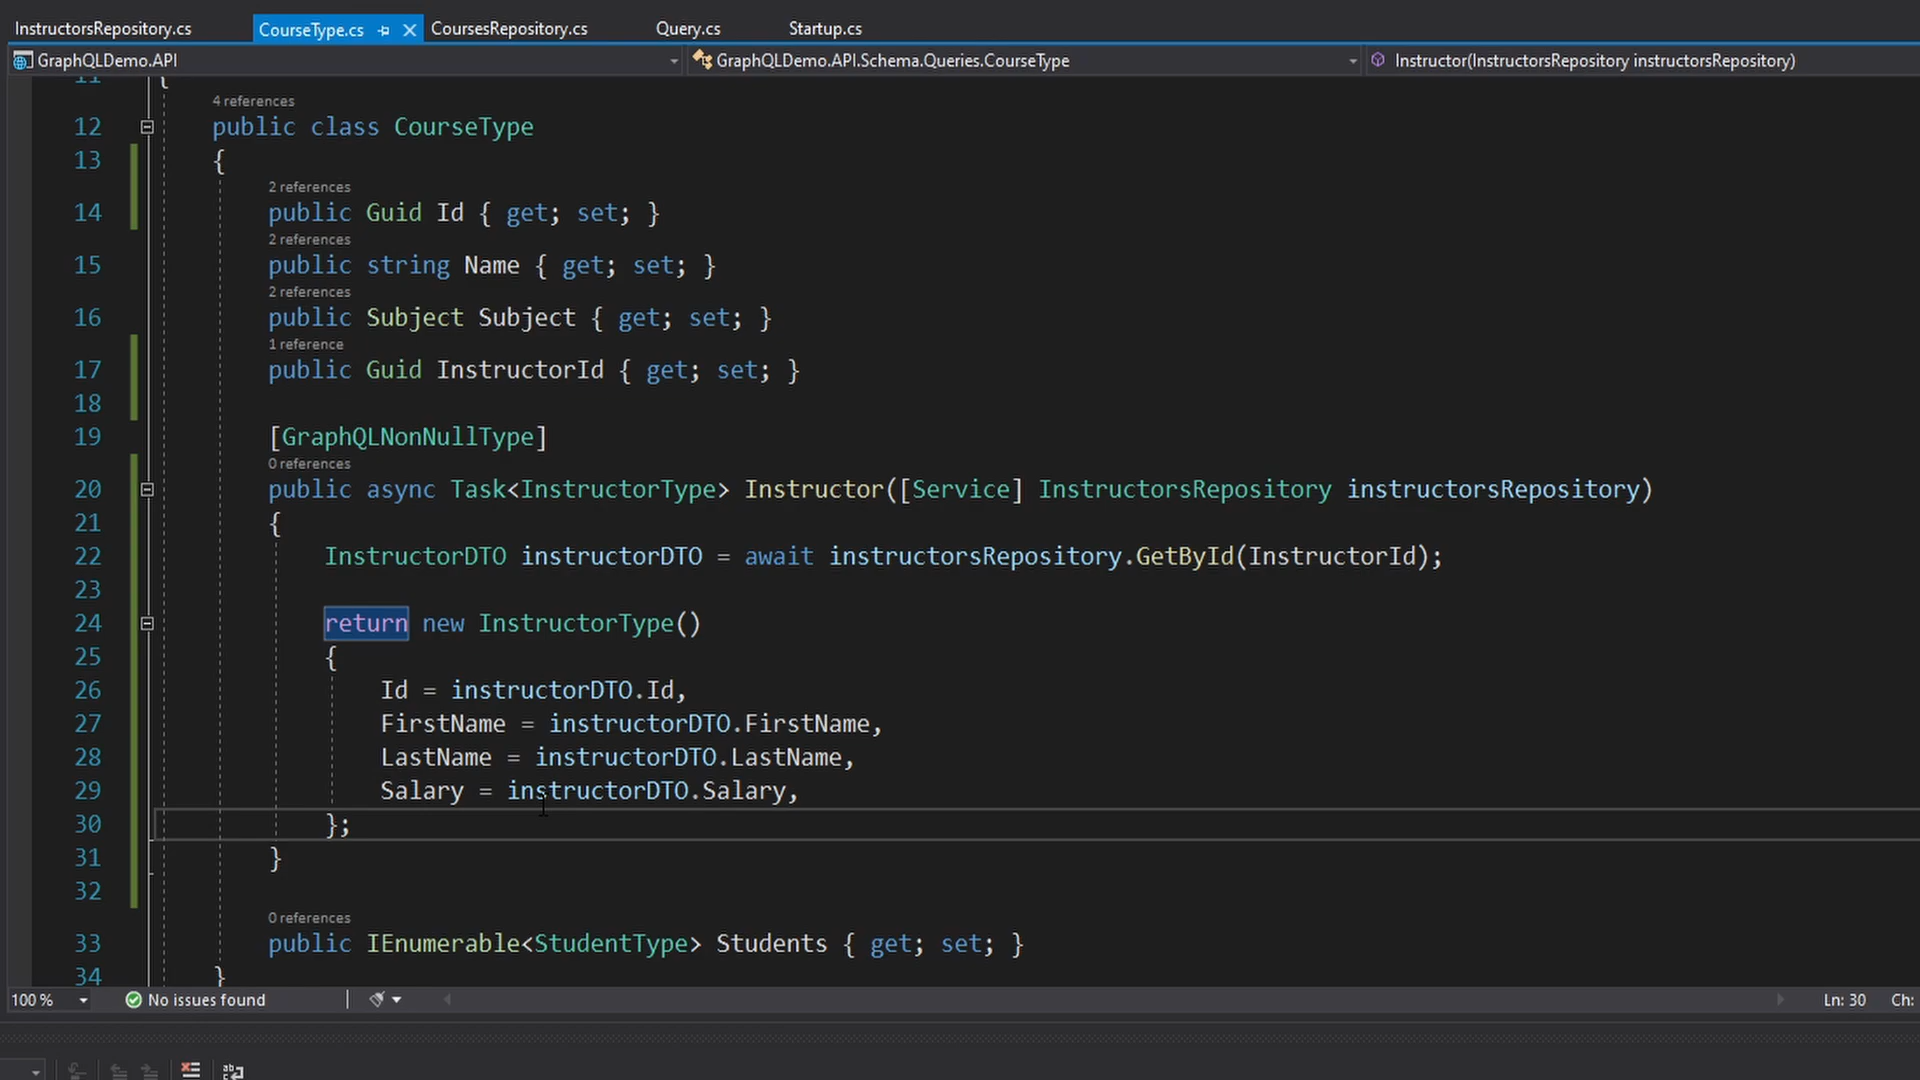 InstructorsRepository.cs CourseType.cs CoursesRepository.cs Query.cs Startup.cs
GraphQLDemo.API GraphQLDemo.API.Schema.Queries.CourseType Instructor(InstructorsRepository instructorsRepository)
11 {
4 references
12 public class CourseType
13 {
2 references
14 public Guid Id { get; set; }
2 references
15 public string Name { get; set; }
2 references
16 public Subject Subject { get; set; }
1 reference
17 public Guid InstructorId { get; set; }
18
19 [GraphQLNonNullType]
0 references
20 public async Task<InstructorType> Instructor([Service] InstructorsRepository instructorsRepository)
21 {
22 InstructorDTO instructorDTO = await instructorsRepository.GetById(InstructorId);
23
24 return new InstructorType()
25 {
26 Id = instructorDTO.Id,
27 FirstName = instructorDTO.FirstName,
28 LastName = instructorDTO.LastName,
29 Salary = instructorDTO.Salary,
30 };
31 }
32
0 references
33 public IEnumerable<StudentType> Students { get; set; }
34 }
100 % No issues found Ln: 30 Ch: